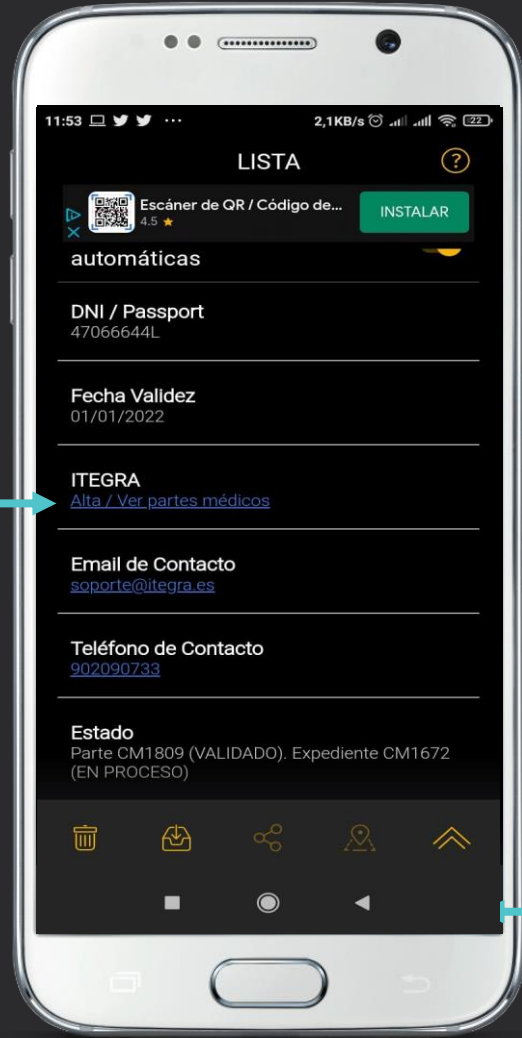 11:53 ... 2,1KB/s 22
LISTA ?
Escáner de QR / Código de...
4.5 ★
INSTALAR
automáticas
DNI / Passport
47066644L
Fecha Validez
01/01/2022
ITEGRA
Alta / Ver partes médicos
Email de Contacto
soporte@itegra.es
Teléfono de Contacto
902090733
Estado
Parte CM1809 (VALIDADO). Expediente CM1672
(EN PROCESO)